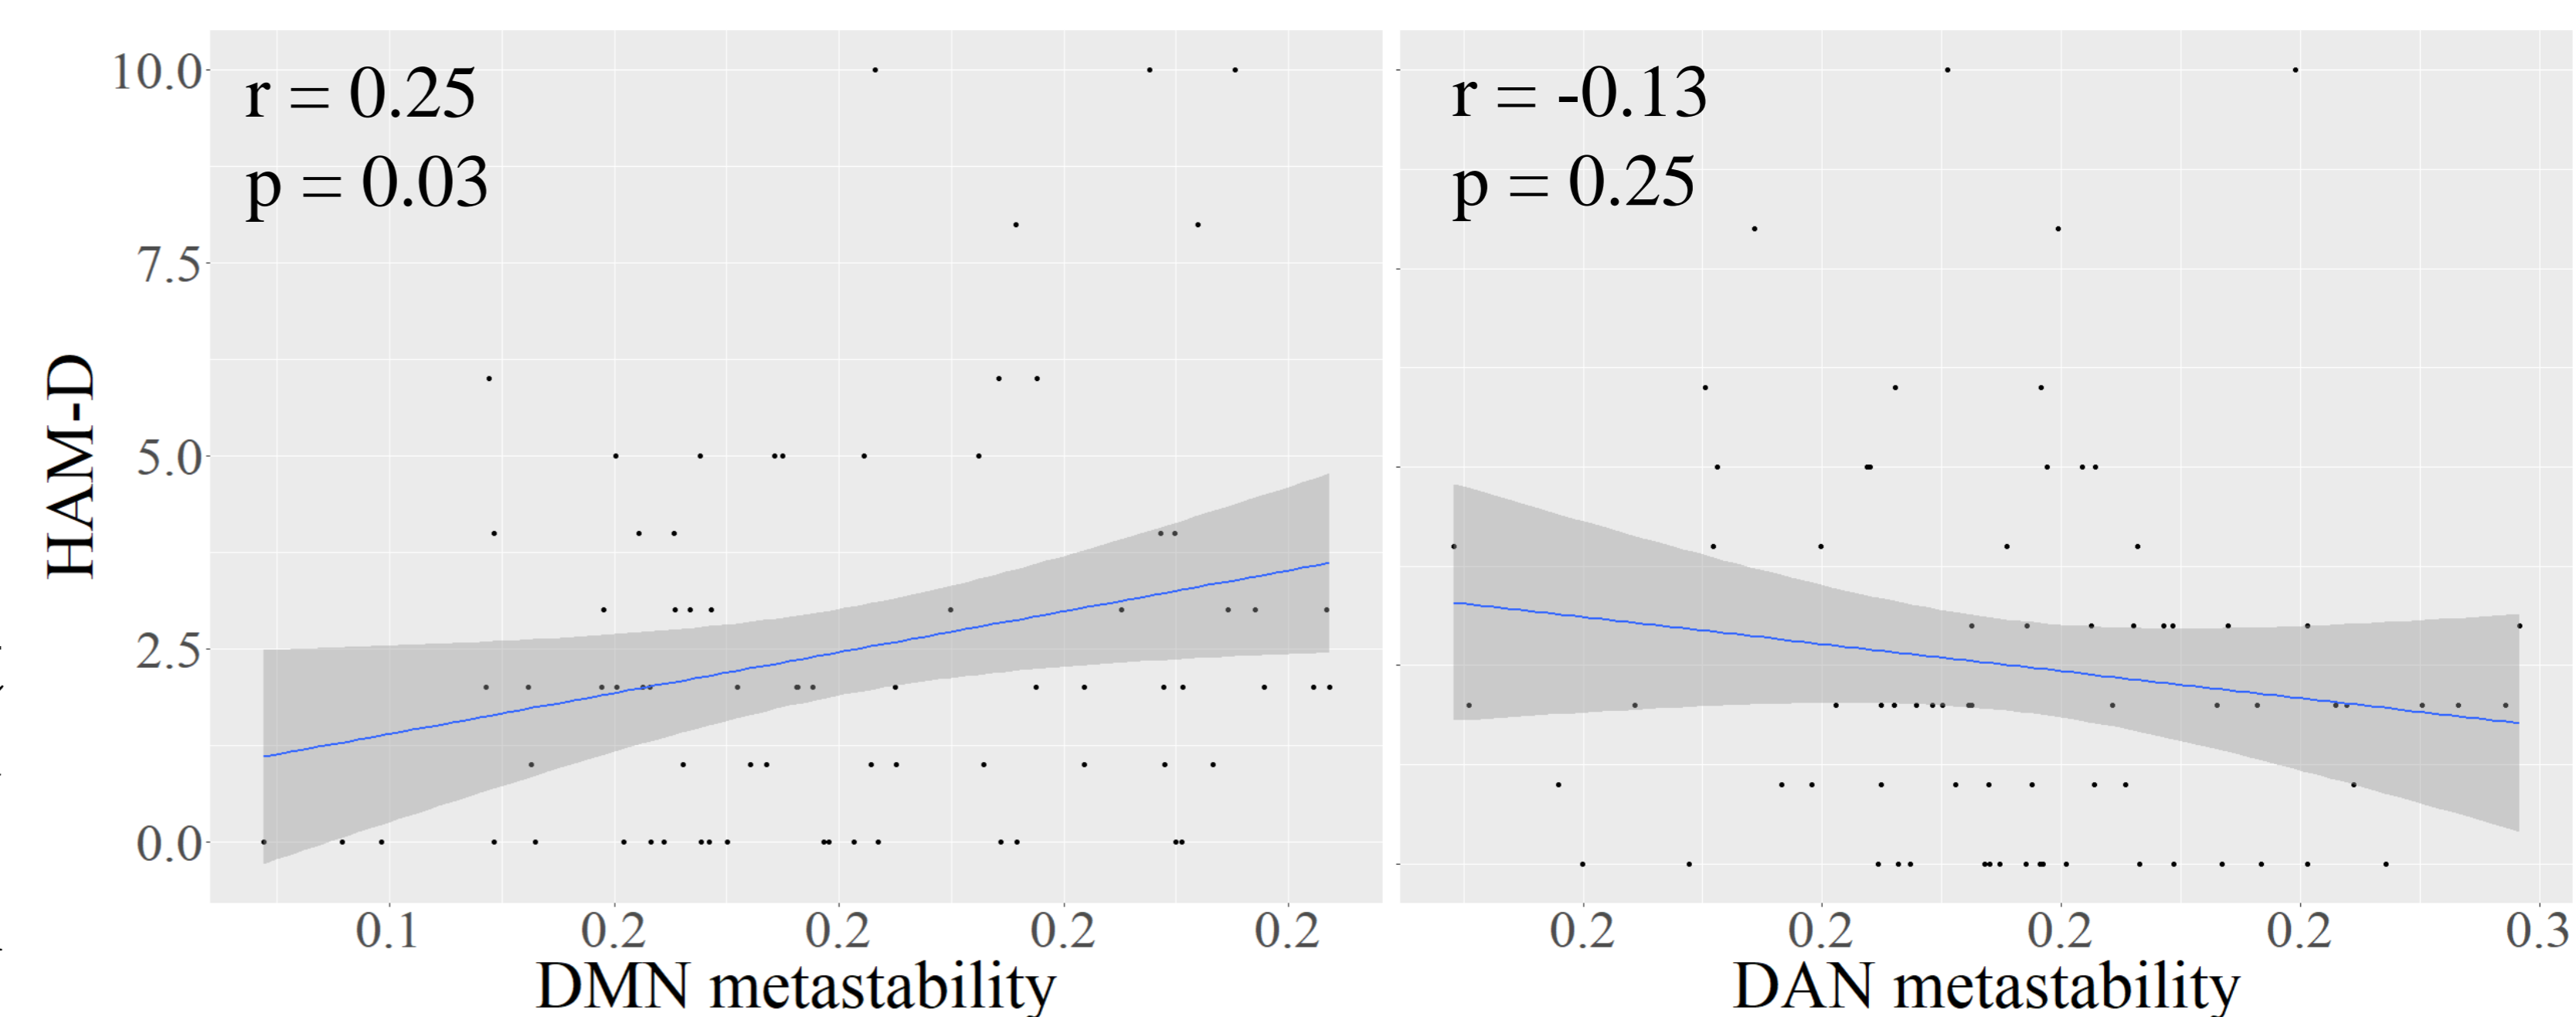 r = 0.25
p = 0.03
r = -0.13
p = 0.25
HAM-D
10.0
7.5
5.0
2.5
0.0
0.1 0.2 0.2 0.2 0.2
0.2 0.2 0.2 0.2 0.3
DMN metastability
DAN metastability